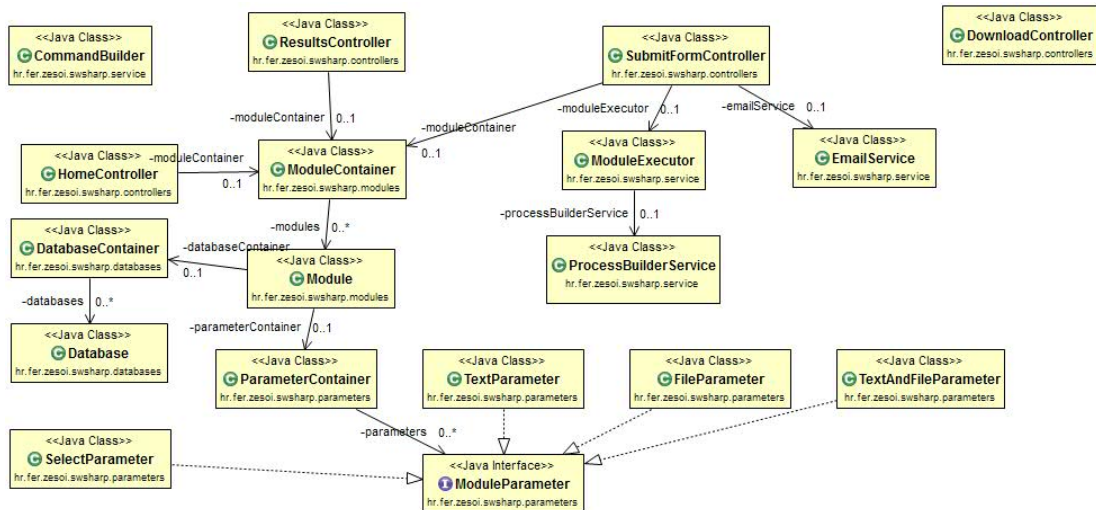 <<Java Class>>
CommandBuilder
hr.fer.zesoi.swsharp.service
<<Java Class>>
ResultsController
hr.fer.zesoi.swsharp.controllers
<<Java Class>>
SubmitFormController
hr.fer.zesoi.swsharp.controllers
<<Java Class>>
DownloadController
hr.fer.zesoi.swsharp.controllers
-moduleContainer
0..1
-moduleContainer
0..1
-moduleExecutor
0..1
-emailService
0..1
<<Java Class>>
HomeController
hr.fer.zesoi.swsharp.controllers
-moduleContainer
0..1
<<Java Class>>
ModuleContainer
hr.fer.zesoi.swsharp.modules
<<Java Class>>
ModuleExecutor
hr.fer.zesoi.swsharp.service
<<Java Class>>
EmailService
hr.fer.zesoi.swsharp.service
-modules
0..*
-processBuilderService
0..1
<<Java Class>>
DatabaseContainer
hr.fer.zesoi.swsharp.databases
-databaseContainer
0..1
<<Java Class>>
Module
hr.fer.zesoi.swsharp.modules
<<Java Class>>
ProcessBuilderService
hr.fer.zesoi.swsharp.service
-databases
0..*
-parameterContainer
0..1
<<Java Class>>
Database
hr.fer.zesoi.swsharp.databases
<<Java Class>>
ParameterContainer
hr.fer.zesoi.swsharp.parameters
<<Java Class>>
TextParameter
hr.fer.zesoi.swsharp.parameters
<<Java Class>>
FileParameter
hr.fer.zesoi.swsharp.parameters
<<Java Class>>
TextAndFileParameter
hr.fer.zesoi.swsharp.parameters
-parameters
0..*
<<Java Class>>
SelectParameter
hr.fer.zesoi.swsharp.parameters
<<Java Interface>>
ModuleParameter
hr.fer.zesoi.swsharp.parameters